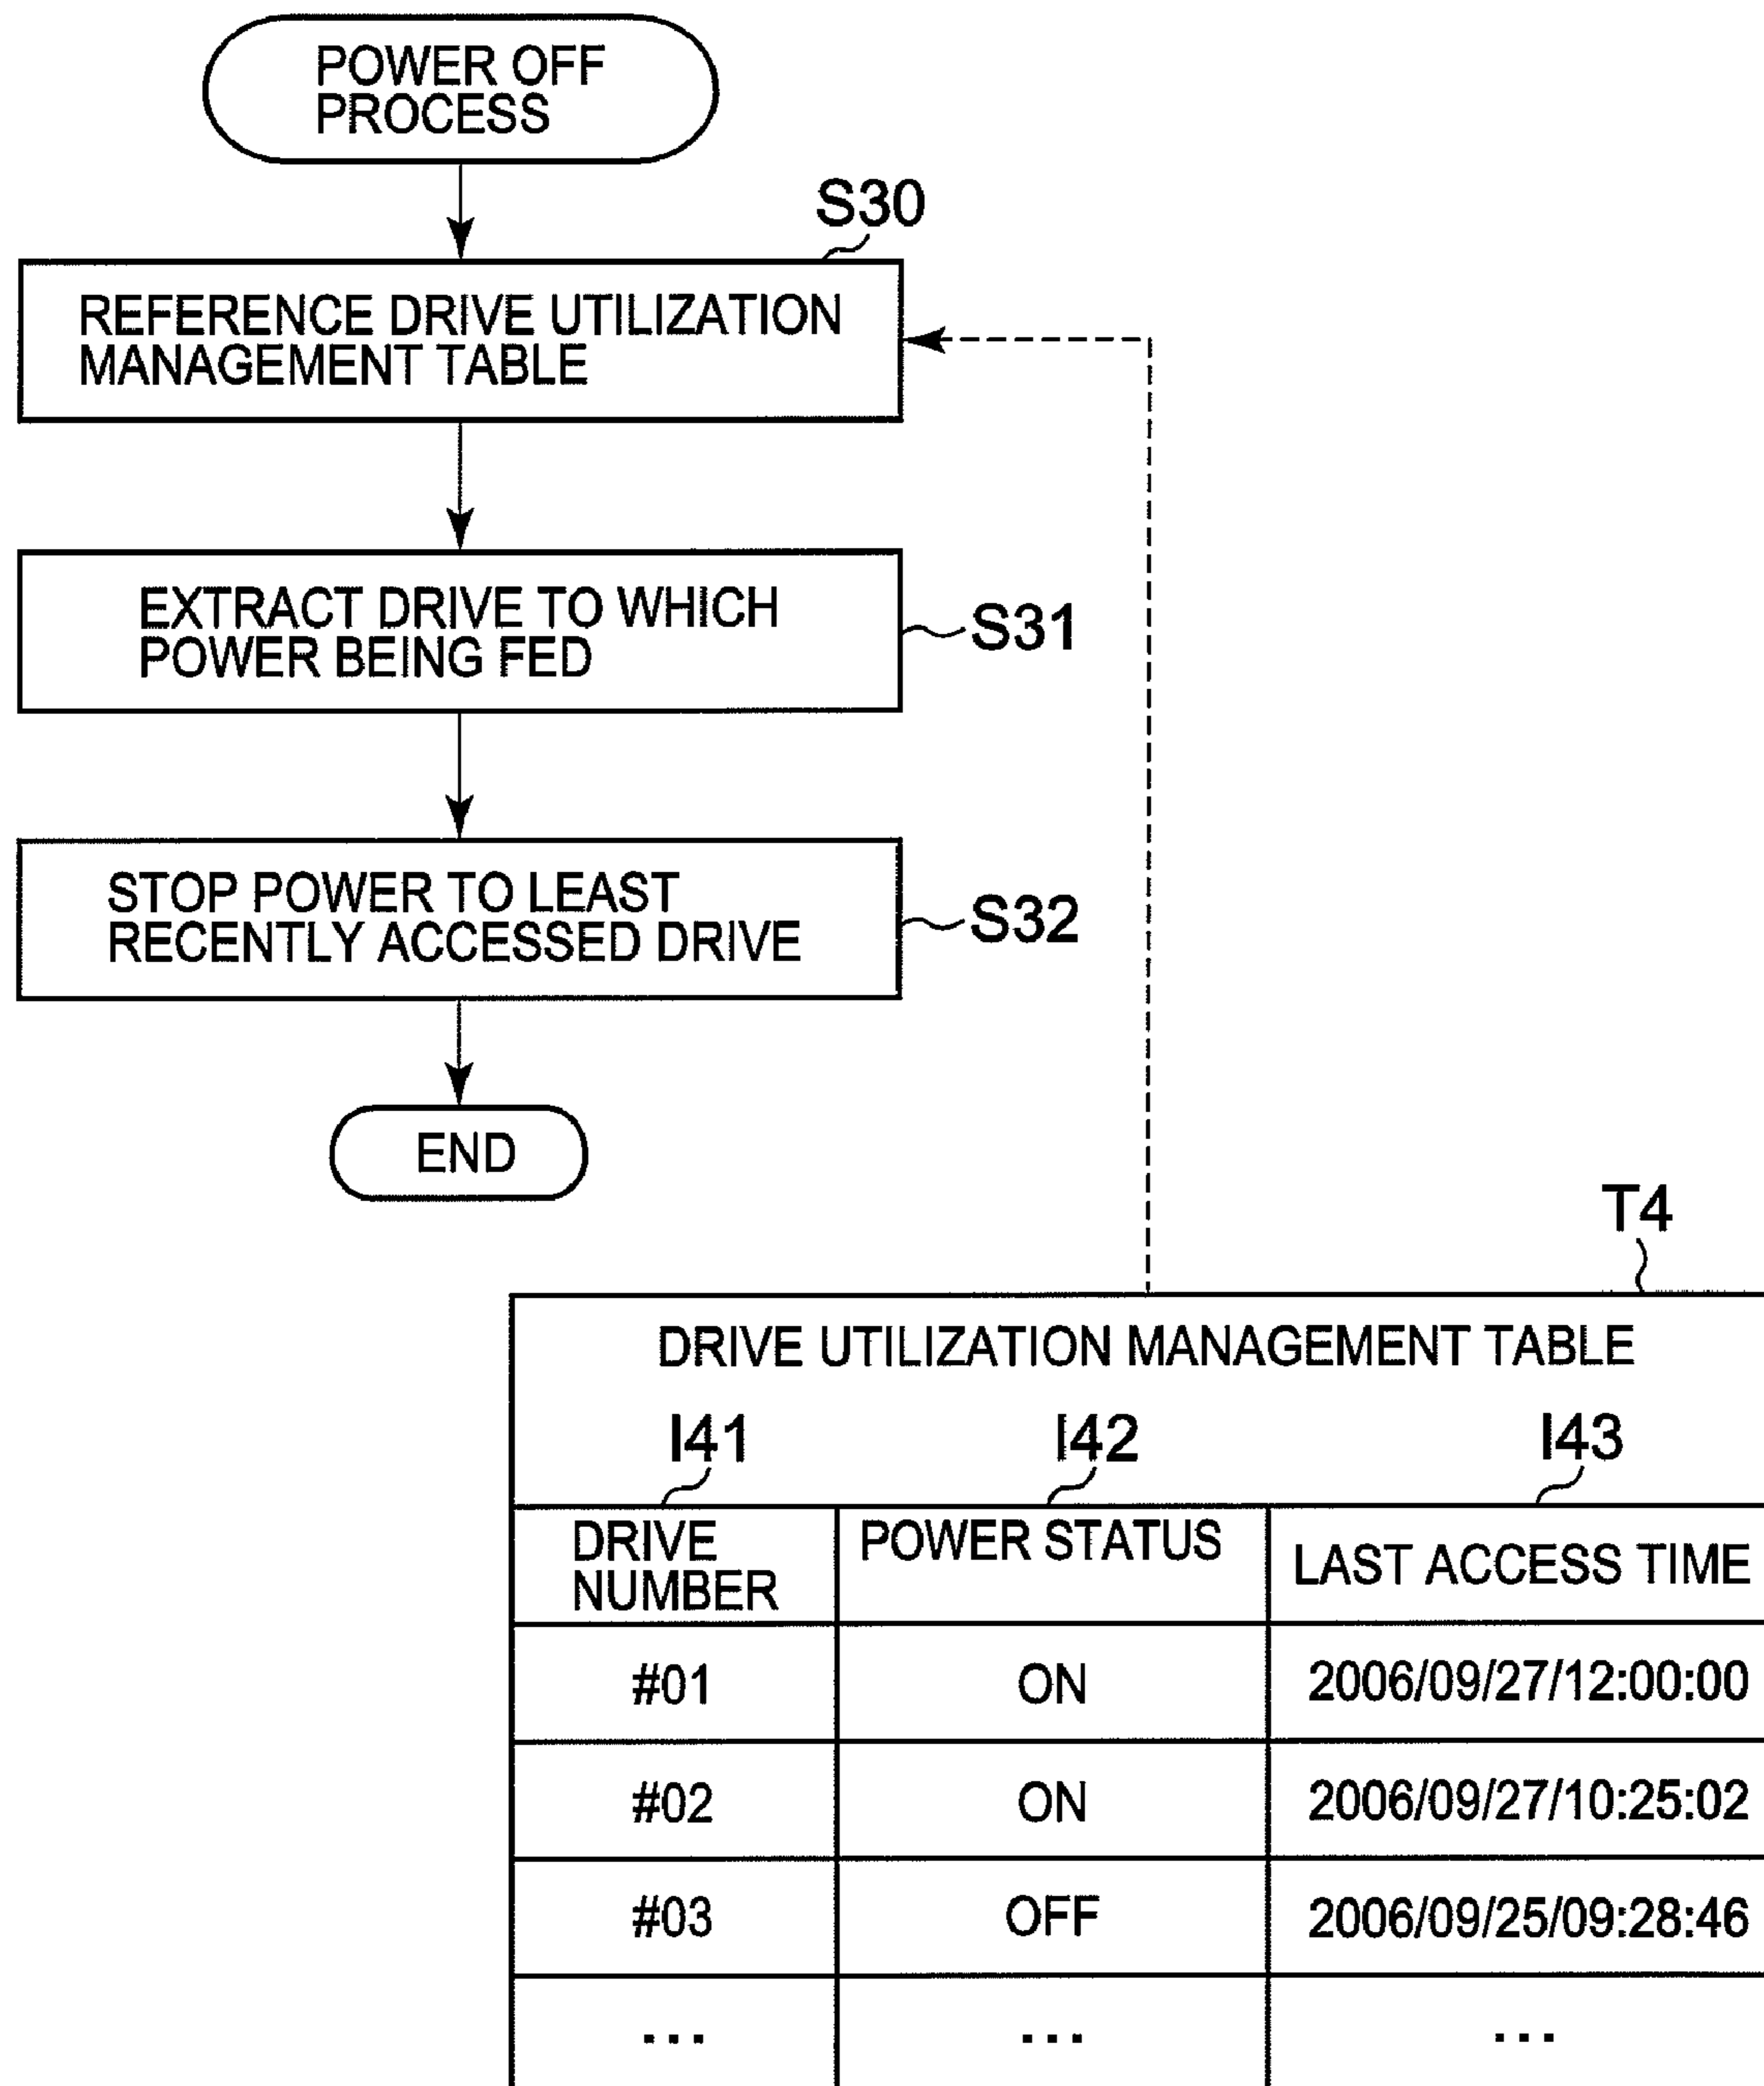 POWER OFF
PROCESS
S30
REFERENCE DRIVE UTILIZATION
MANAGEMENT TABLE
EXTRACT DRIVE TO WHICH
POWER BEING FED
S31
STOP POWER TO LEAST
RECENTLY ACCESSED DRIVE
S32
END
T4
DRIVE UTILIZATION MANAGEMENT TABLE
I41 I42 I43
DRIVE
NUMBER
POWER STATUS
LAST ACCESS TIME
#01 ON 2006/09/27/12:00:00
#02 ON 2006/09/27/10:25:02
#03 OFF 2006/09/25/09:28:46
... ... ...